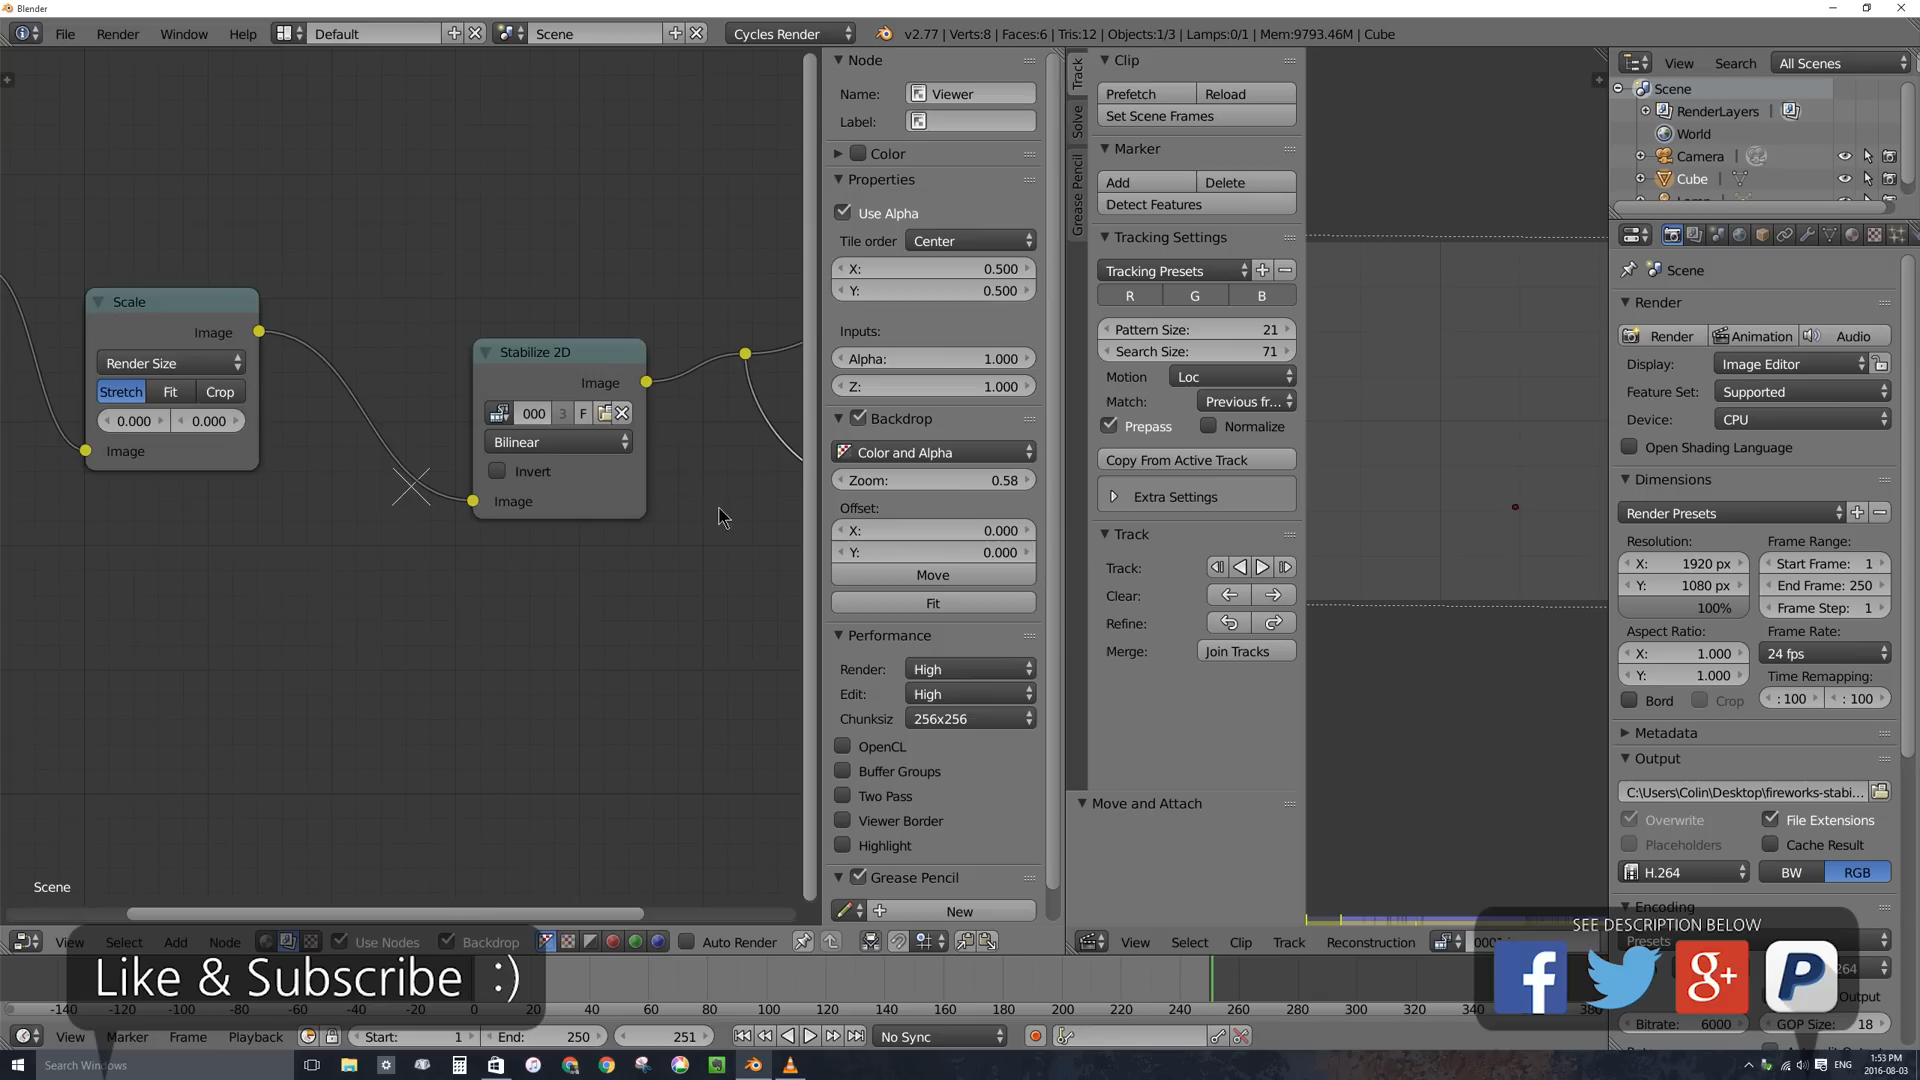 Blender
File Render Window Help Default Scene Cycles Render v2.77 | Verts:8 | Faces:6 | Tris:12 | Objects:1/3 | Lamps:0/1 | Mem:9793.46M | Cube
Scale
Image
Render Size
Stretch Fit Crop
0.000 0.000
Image
Stabilize 2D
Image
000 3 F
Bilinear
Invert
Image
Scene
Node
Name: Viewer
Label:
Color
Properties
Use Alpha
Tile order Center
X: 0.500
Y: 0.500
Inputs:
Alpha: 1.000
Z: 1.000
Backdrop
Color and Alpha
Zoom: 0.58
Offset:
X: 0.000
Y: 0.000
Move
Fit
Performance
Render: High
Edit: High
Chunksiz 256x256
OpenCL
Buffer Groups
Two Pass
Viewer Border
Highlight
Grease Pencil
New
Track
Solve
Grease Pencil
Clip
Prefetch Reload
Set Scene Frames
Marker
Add Delete
Detect Features
Tracking Settings
Tracking Presets
R G B
Pattern Size: 21
Search Size: 71
Motion Loc
Match: Previous fr...
Prepass Normalize
Copy From Active Track
Extra Settings
Track
Track:
Clear:
Refine:
Merge: Join Tracks
Move and Attach
View Search All Scenes
Scene
RenderLayers
World
Camera
Cube
Scene
Render
Render Animation Audio
Display: Image Editor
Feature Set: Supported
Device: CPU
Open Shading Language
Dimensions
Render Presets
Resolution: Frame Range:
X: 1920 px Start Frame: 1
Y: 1080 px End Frame: 250
100% Frame Step: 1
Aspect Ratio: Frame Rate:
X: 1.000 24 fps
Y: 1.000 Time Remapping:
Bord Crop : 100 : 100
Metadata
Output
C:\Users\Colin\Desktop\fireworks-stabi...
Overwrite File Extensions
Placeholders Cache Result
H.264 BW RGB
Encoding
Presets
SEE DESCRIPTION BELOW
f g+ P
264
Output
Bitrate: 6000 GOP Size: 18
View Select Add Node Use Nodes Backdrop Auto Render
View Select Clip Track Reconstruction
Like & Subscribe :)
-140 -120 -100 -80 -60 -40 -20 0 20 40 60 80 100 120 140 160 180 200 220 240 260 280 300 320 340 380
View Marker Frame Playback Start: 1 End: 250 251 No Sync
Search Windows
ENG 1:53 PM
2016-08-03